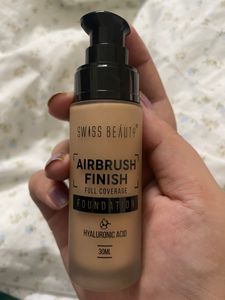 SWISS BEAUTY
AIRBRUSH
FINISH
FULL COVERAGE
FOUNDATION
HYALURONIC ACID
30ML